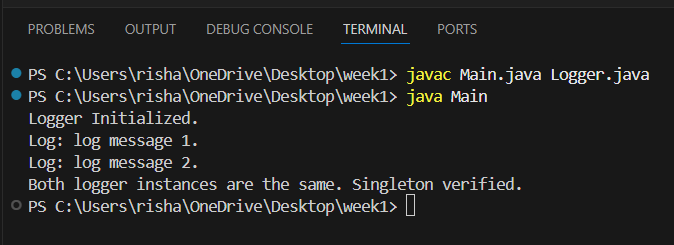 PROBLEMS OUTPUT DEBUG CONSOLE TERMINAL PORTS
PS C:\Users\risha\OneDrive\Desktop\week1> javac Main.java Logger.java
PS C:\Users\risha\OneDrive\Desktop\week1> java Main
Logger Initialized.
Log: log message 1.
Log: log message 2.
Both logger instances are the same. Singleton verified.
PS C:\Users\risha\OneDrive\Desktop\week1>